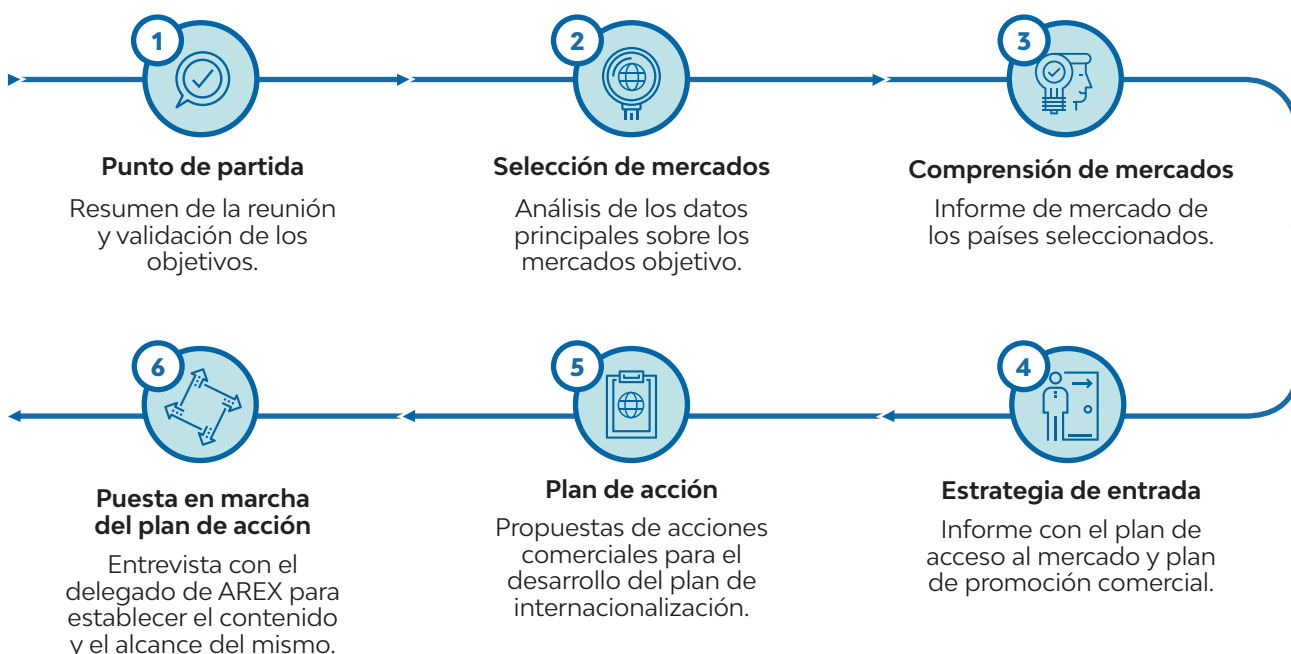 1
Punto de partida
Resumen de la reunión
y validación de los
objetivos.
2
Selección de mercados
Análisis de los datos
principales sobre los
mercados objetivo.
3
Comprensión de mercados
Informe de mercado de
los países seleccionados.
4
Estrategia de entrada
Informe con el plan de
acceso al mercado y plan
de promoción comercial.
5
Plan de acción
Propuestas de acciones
comerciales para el
desarrollo del plan de
internacionalización.
6
Puesta en marcha
del plan de acción
Entrevista con el
delegado de AREX para
establecer el contenido
y el alcance del mismo.